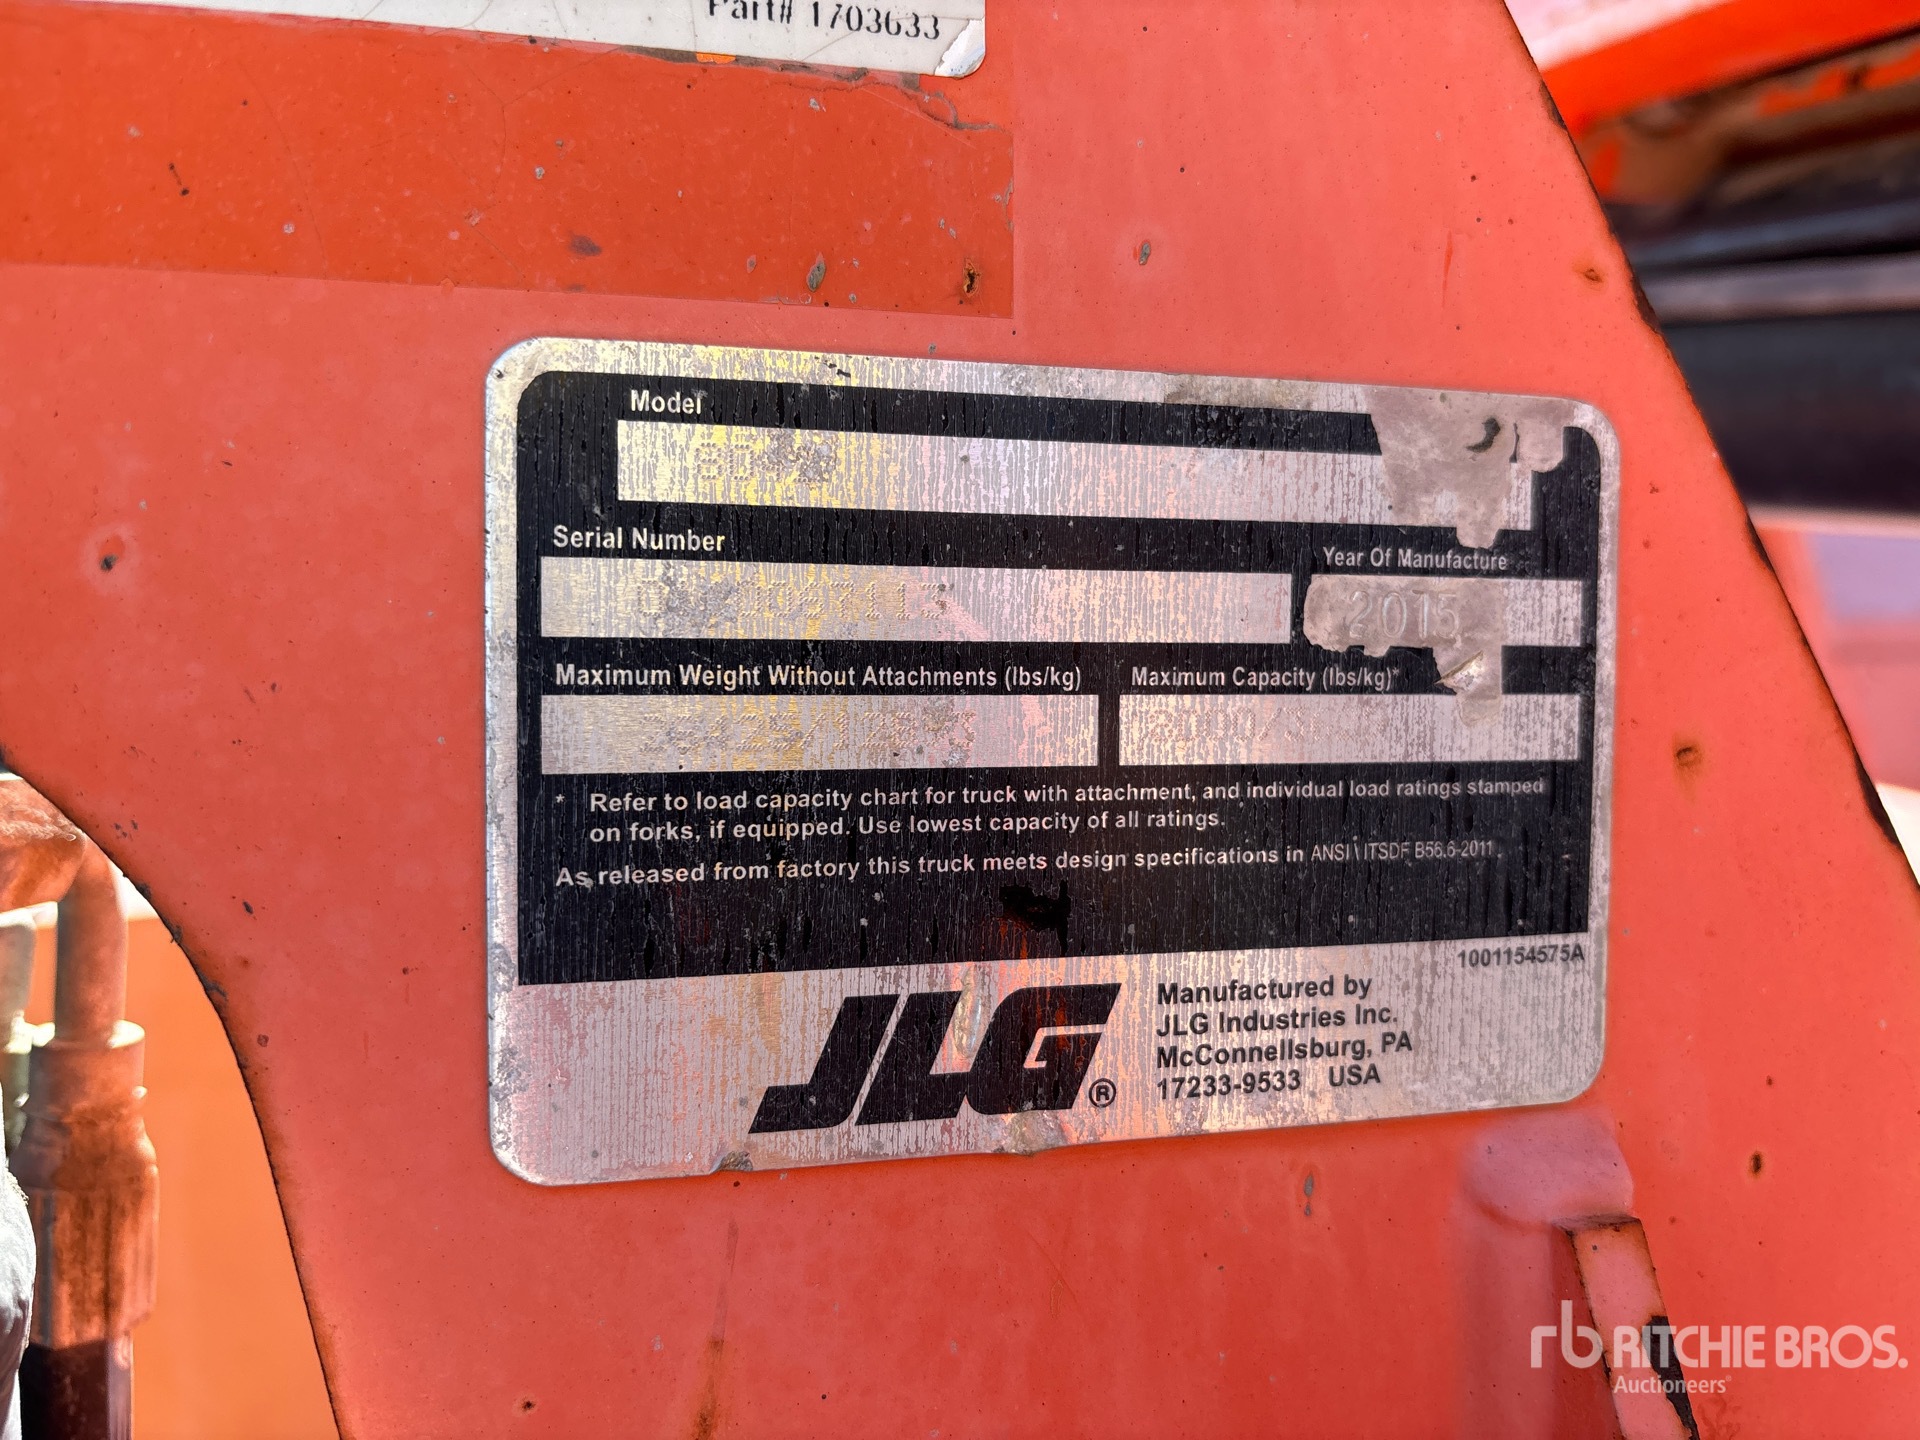 Part# 1703633
Model
Serial Number
Year Of Manufacture
2015
Maximum Weight Without Attachments (lbs/kg)
Maximum Capacity (lbs/kg)*
* Refer to load capacity chart for truck with attachment, and individual load ratings stamped
on forks, if equipped. Use lowest capacity of all ratings.
As released from factory this truck meets design specifications in ANSI \ ITSDF B56.6-2011.
1001154575A
JLG®
Manufactured by
JLG Industries Inc.
McConnellsburg, PA
17233-9533 USA
rb RITCHIE BROS.
Auctioneers